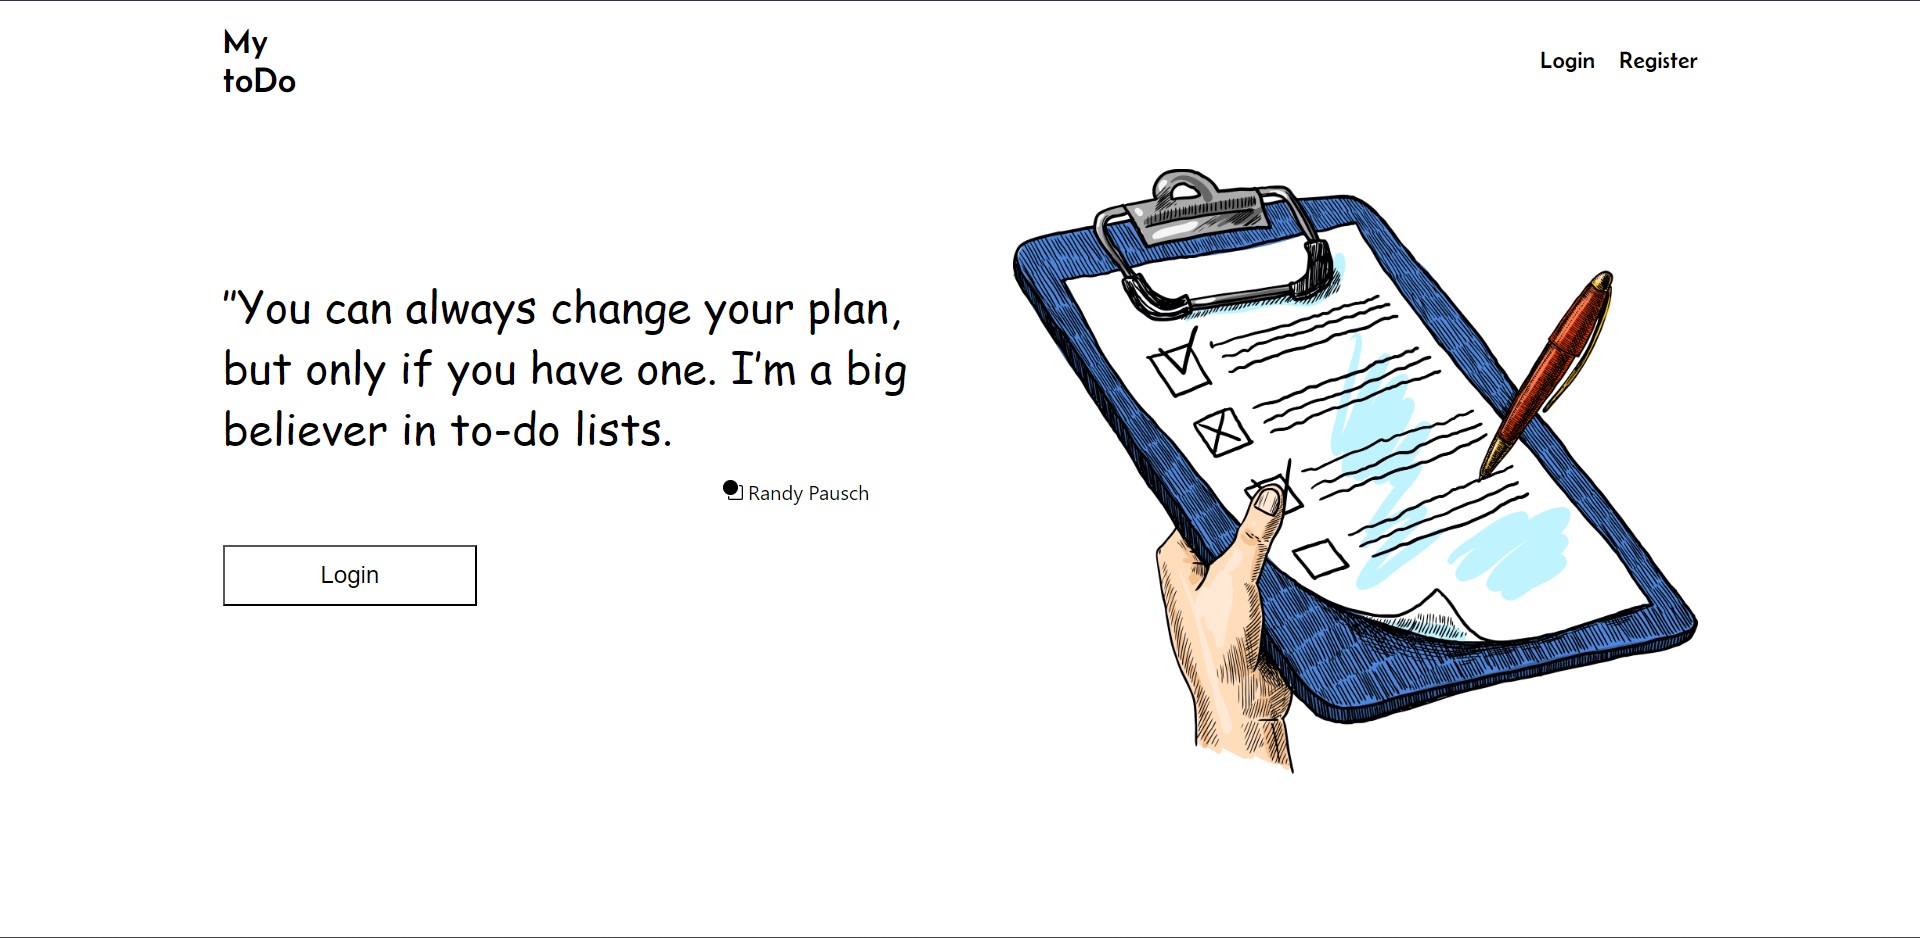 My
toDo
Login Register
"You can always change your plan,
but only if you have one. I'm a big
believer in to-do lists.
Randy Pausch
Login